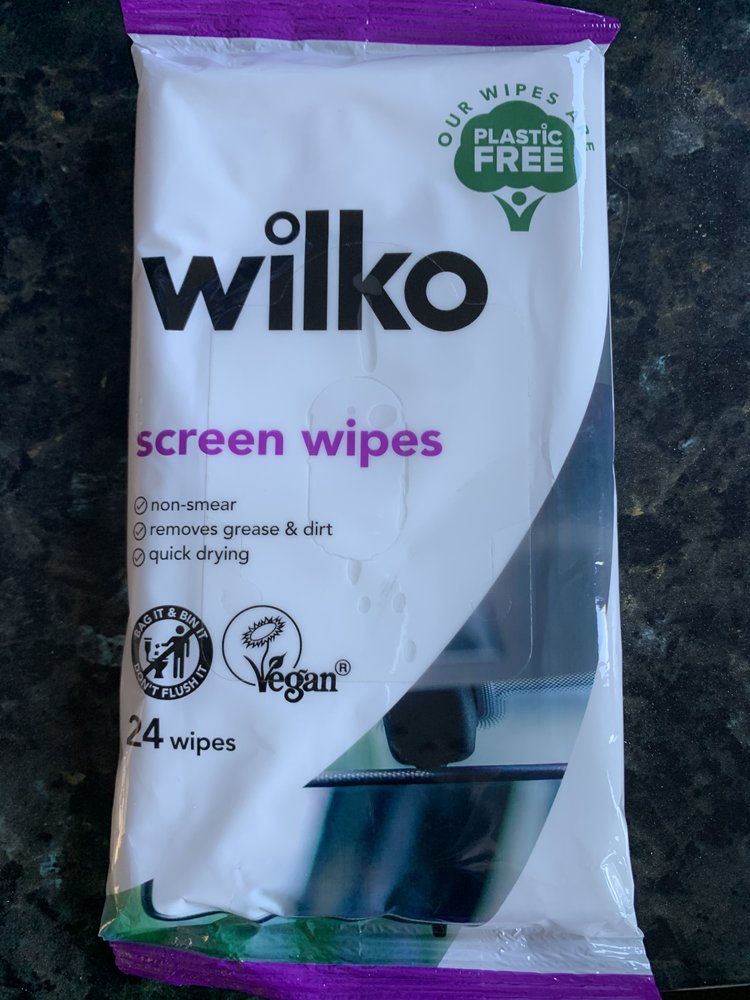 OUR WIPES ARE
PLASTIC
FREE
wilko
screen wipes
non-smear
removes grease & dirt
quick drying
BAG IT & BIN IT
DON'T FLUSH IT
Vegan®
24 wipes